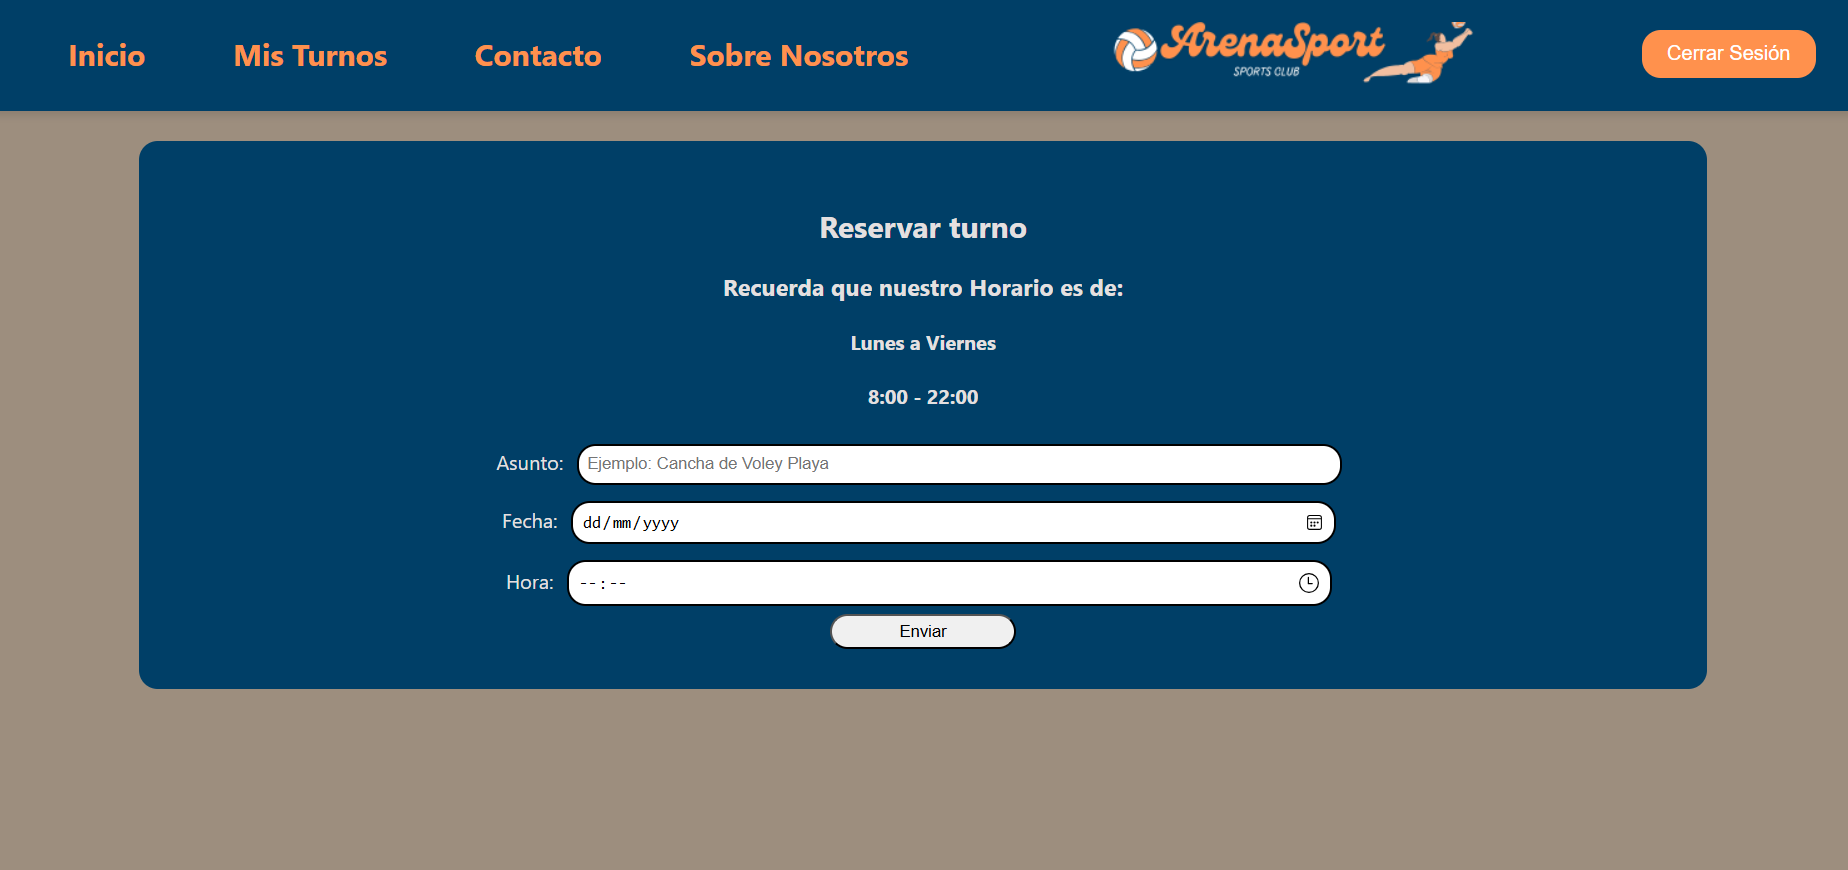 Inicio Mis Turnos Contacto Sobre Nosotros ArenaSport Cerrar Sesión
SPORTS CLUB
Reservar turno
Recuerda que nuestro Horario es de:
Lunes a Viernes
8:00 - 22:00
Asunto: Ejemplo: Cancha de Voley Playa
Fecha: dd/mm/yyyy
Hora: --:--
Enviar